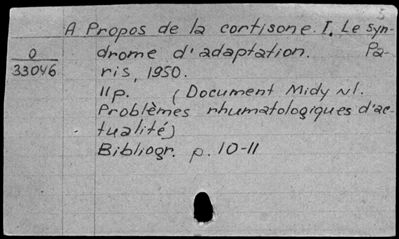 A Propos de la cortisone. I. Le syn-
0
33046
drome d'adaptation. Pa-
ris, 1950.
11p. (Document Midy N1.
Problèmes rhumatologiques d'ac-
tualité)
Bibliogr. p. 10-11